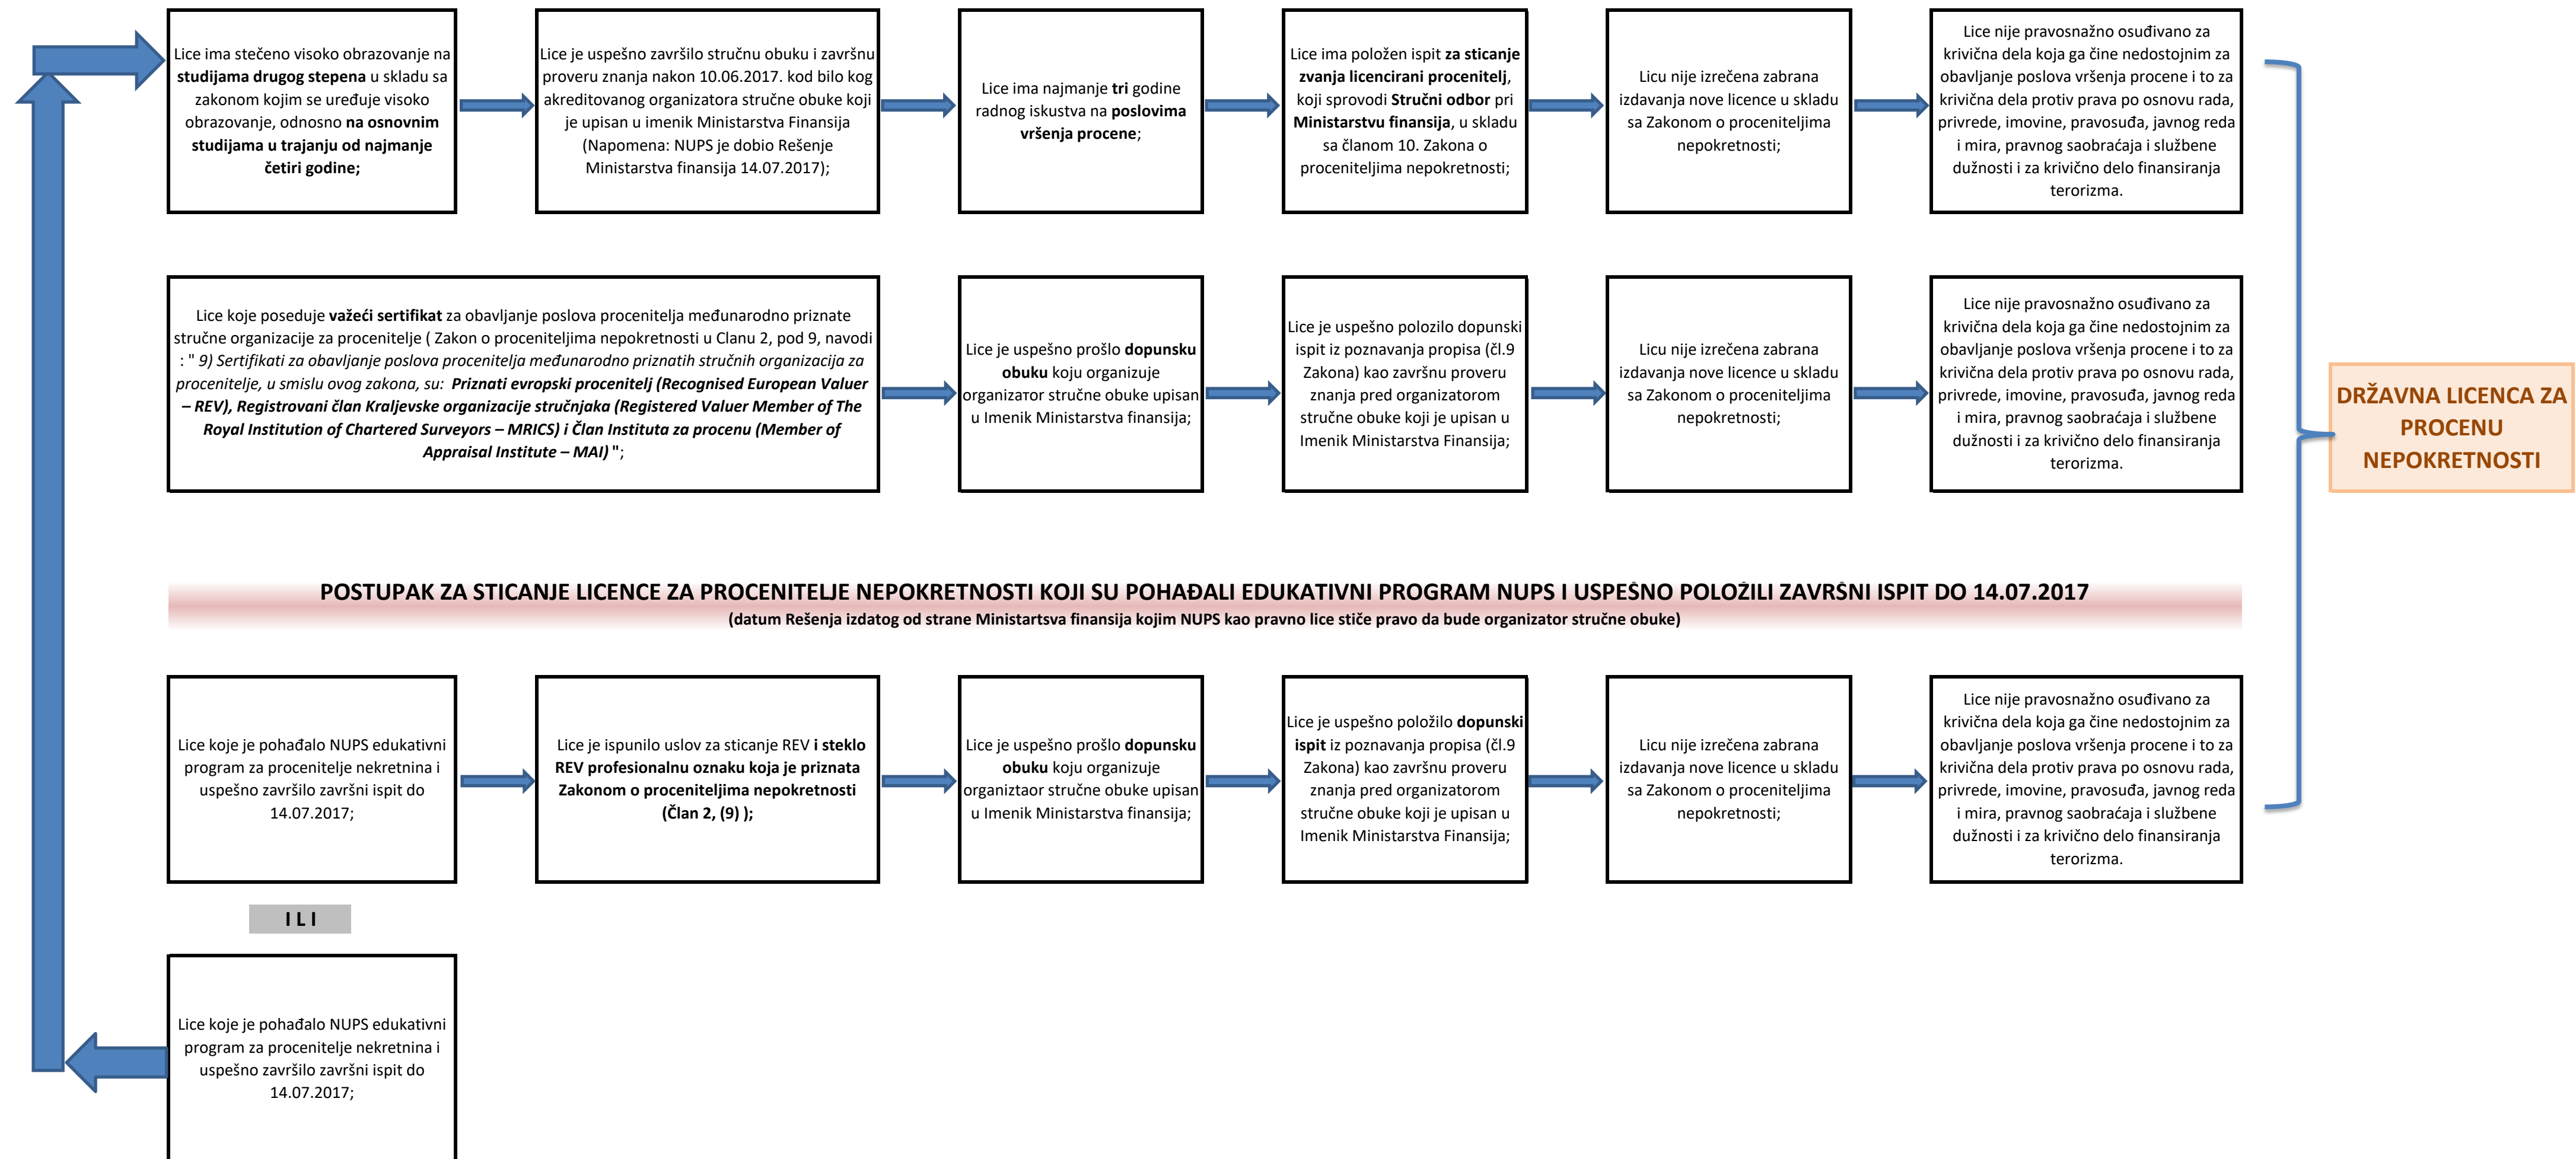 Lice ima stečeno visoko obrazovanje na
studijama drugog stepena u skladu sa
zakonom kojim se uređuje visoko
obrazovanje, odnosno na osnovnim
studijama u trajanju od najmanje
četiri godine;
Lice je uspešno završilo stručnu obuku i završnu
proveru znanja nakon 10.06.2017. kod bilo kog
akreditovanog organizatora stručne obuke koji
je upisan u imenik Ministarstva Finansija
(Napomena: NUPS je dobio Rešenje
Ministarstva finansija 14.07.2017);
Lice ima najmanje tri godine
radnog iskustva na poslovima
vršenja procene;
Lice ima položen ispit za sticanje
zvanja licencirani procenitelj,
koji sprovodi Stručni odbor pri
Ministarstvu finansija, u skladu
sa članom 10. Zakona o
proceniteljima nepokretnosti;
Licu nije izrečena zabrana
izdavanja nove licence u skladu
sa Zakonom o proceniteljima
nepokretnosti;
Lice nije pravosnažno osuđivano za
krivična dela koja ga čine nedostojnim za
obavljanje poslova vršenja procene i to za
krivična dela protiv prava po osnovu rada,
privrede, imovine, pravosuđa, javnog reda
i mira, pravnog saobraćaja i službene
dužnosti i za krivično delo finansiranja
terorizma.
Lice koje poseduje važeći sertifikat za obavljanje poslova procenitelja međunarodno priznate
stručne organizacije za procenitelje ( Zakon o proceniteljima nepokretnosti u Clanu 2, pod 9, navodi
: " 9) Sertifikati za obavljanje poslova procenitelja međunarodno priznatih stručnih organizacija za
procenitelje, u smislu ovog zakona, su: Priznati evropski procenitelj (Recognised European Valuer
– REV), Registrovani član Kraljevske organizacije stručnjaka (Registered Valuer Member of The
Royal Institution of Chartered Surveyors – MRICS) i Član Instituta za procenu (Member of
Appraisal Institute – MAI) ";
Lice je uspešno prošlo dopunsku
obuku koju organizuje
organizaтor stručne obuke upisan
u Imenik Ministarstva finansija;
Lice je uspešno polozilo dopunski
ispit iz poznavanja propisa (čl.9
Zakona) kao završnu proveru
znanja pred organizatorom
stručne obuke koji je upisan u
Imenik Ministarstva Finansija;
Licu nije izrečena zabrana
izdavanja nove licence u skladu
sa Zakonom o proceniteljima
nepokretnosti;
Lice nije pravosnažno osuđivano za
krivična dela koja ga čine nedostojnim za
obavljanje poslova vršenja procene i to za
krivična dela protiv prava po osnovu rada,
privrede, imovine, pravosuđa, javnog reda
i mira, pravnog saobraćaja i službene
dužnosti i za krivično delo finansiranja
terorizma.
DRŽAVNA LICENCA ZA
PROCENU
NEPOKRETNOSTI
POSTUPAK ZA STICANJE LICENCE ZA PROCENITELJE NEPOKRETNOSTI KOJI SU POHAĐALI EDUKATIVNI PROGRAM NUPS I USPEŠNO POLOŽILI ZAVRŠNI ISPIT DO 14.07.2017
(datum Rešenja izdatog od strane Ministartsva finansija kojim NUPS kao pravno lice stiče pravo da bude organizator stručne obuke)
Lice koje je pohađalo NUPS edukativni
program za procenitelje nekretnina i
uspešno završilo završni ispit do
14.07.2017;
Lice je ispunilo uslov za sticanje REV i steklo
REV profesionalnu oznaku koja je priznata
Zakonom o proceniteljima nepokretnosti
(Član 2, (9) );
Lice je uspešno prošlo dopunsku
obuku koju organizuje
organiztaor stručne obuke upisan
u Imenik Ministarstva finansija;
Lice je uspešno položilo dopunski
ispit iz poznavanja propisa (čl.9
Zakona) kao završnu proveru
znanja pred organizatorom
stručne obuke koji je upisan u
Imenik Ministarstva Finansija;
Licu nije izrečena zabrana
izdavanja nove licence u skladu
sa Zakonom o proceniteljima
nepokretnosti;
Lice nije pravosnažno osuđivano za
krivična dela koja ga čine nedostojnim za
obavljanje poslova vršenja procene i to za
krivična dela protiv prava po osnovu rada,
privrede, imovine, pravosuđa, javnog reda
i mira, pravnog saobraćaja i službene
dužnosti i za krivično delo finansiranja
terorizma.
I L I
Lice koje je pohađalo NUPS edukativni
program za procenitelje nekretnina i
uspešno završilo završni ispit do
14.07.2017;